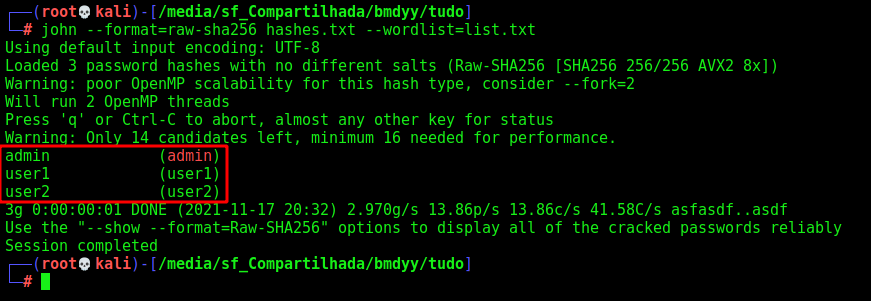 ┌──(root💀kali)-[/media/sf_Compartilhada/bmdyy/tudo]
└─# john --format=raw-sha256 hashes.txt --wordlist=list.txt
Using default input encoding: UTF-8
Loaded 3 password hashes with no different salts (Raw-SHA256 [SHA256 256/256 AVX2 8x])
Warning: poor OpenMP scalability for this hash type, consider --fork=2
Will run 2 OpenMP threads
Press 'q' or Ctrl-C to abort, almost any other key for status
Warning: Only 14 candidates left, minimum 16 needed for performance.
admin            (admin)
user1            (user1)
user2            (user2)
3g 0:00:00:01 DONE (2021-11-17 20:32) 2.970g/s 13.86p/s 13.86c/s 41.58C/s asfasdf..asdf
Use the "--show --format=Raw-SHA256" options to display all of the cracked passwords reliably
Session completed
┌──(root💀kali)-[/media/sf_Compartilhada/bmdyy/tudo]
└─#